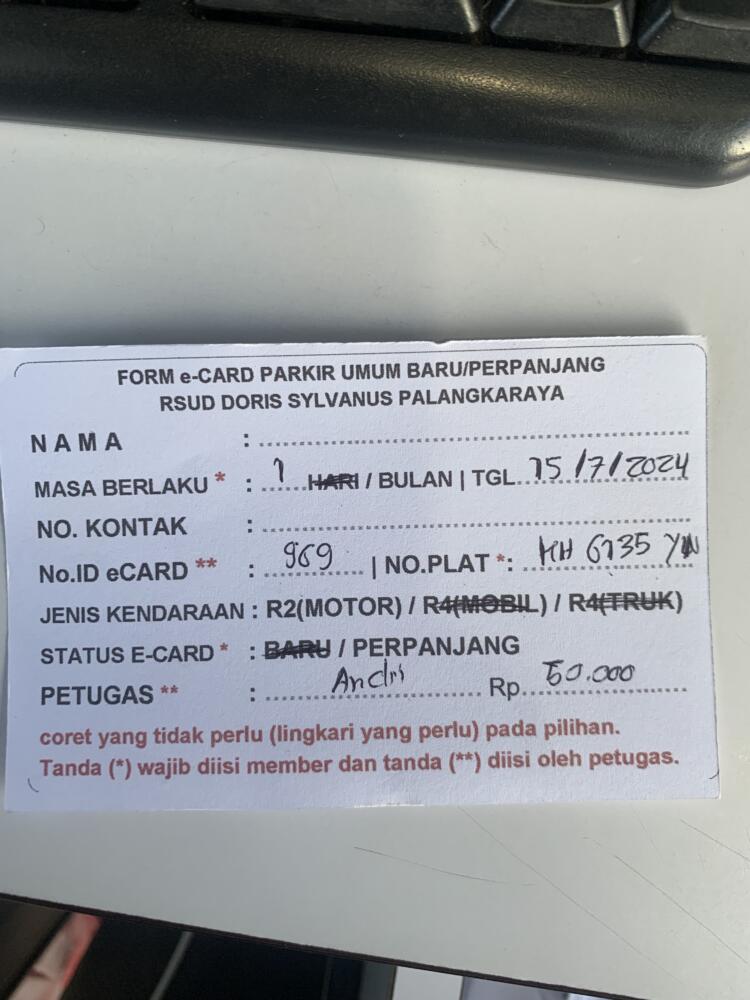 FORM e-CARD PARKIR UMUM BARU/PERPANJANG
RSUD DORIS SYLVANUS PALANGKARAYA
NAMA :
MASA BERLAKU * : 1 HARI / BULAN | TGL. 15/7/2024
NO. KONTAK :
No.ID eCARD ** : 969 | NO.PLAT *: KH 6735 YN
JENIS KENDARAAN : R2(MOTOR) / R4(MOBIL) / R4(TRUK)
STATUS E-CARD * : BARU / PERPANJANG
PETUGAS ** : Andri Rp. 50.000
coret yang tidak perlu (lingkari yang perlu) pada pilihan.
Tanda (*) wajib diisi member dan tanda (**) diisi oleh petugas.